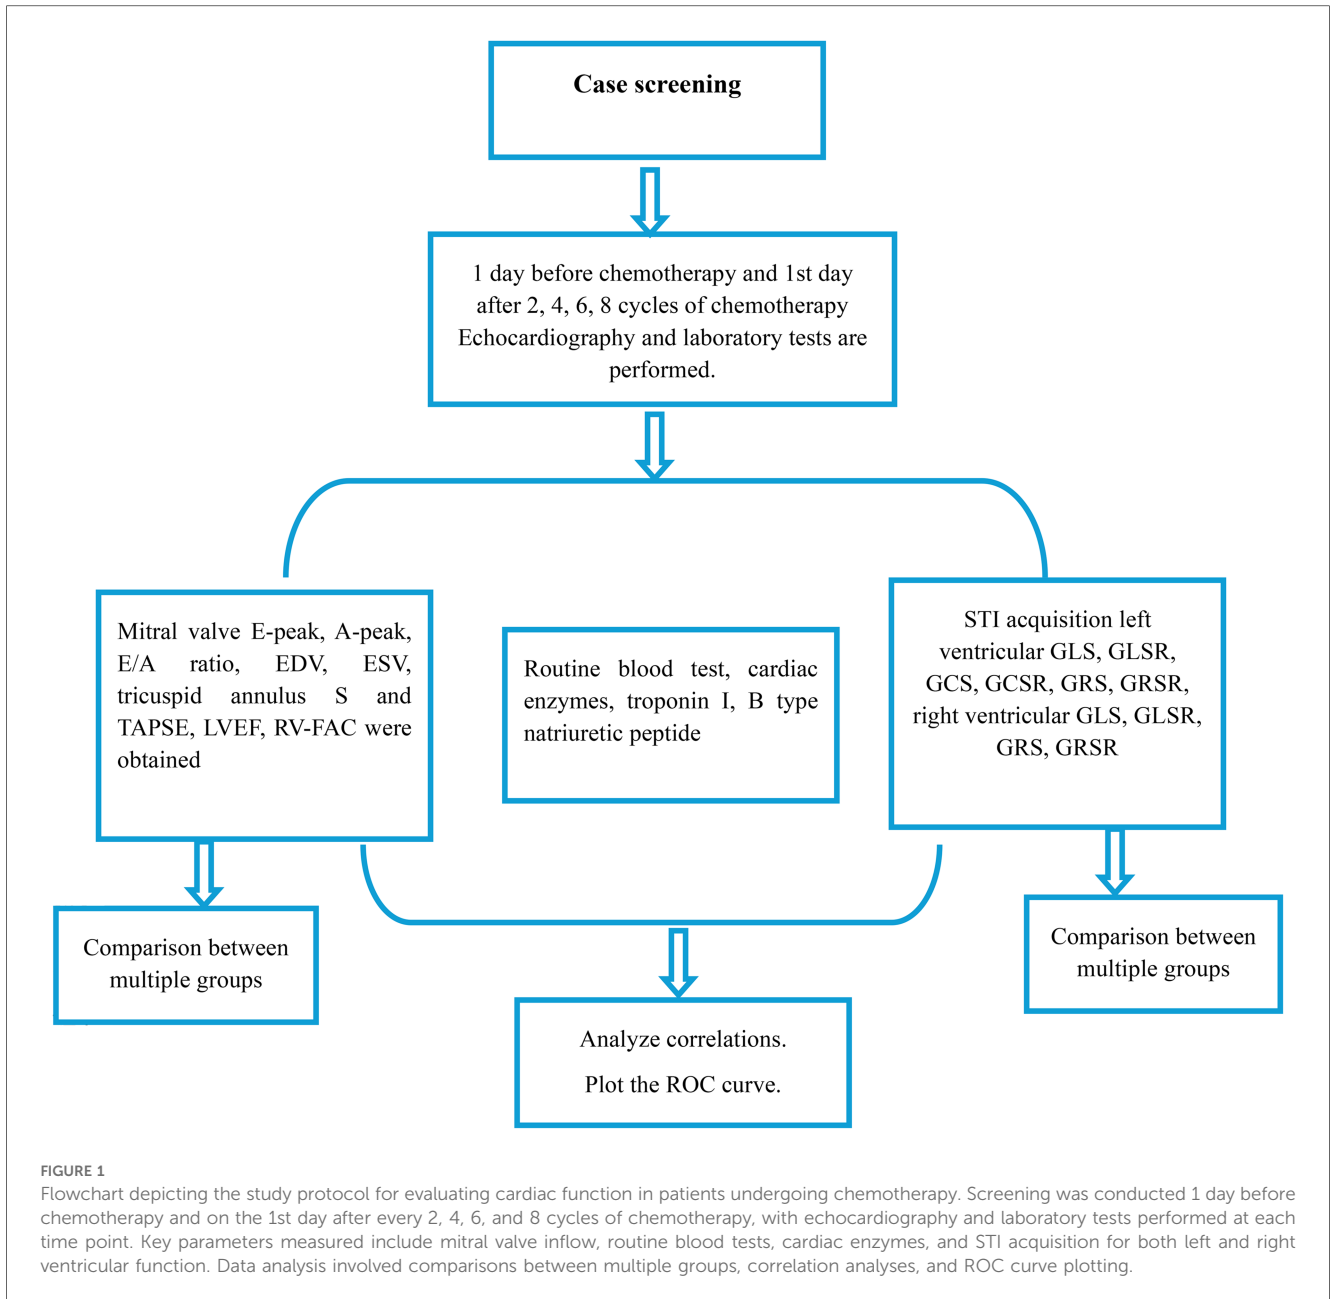 Case screening
1 day before chemotherapy and 1st day
after 2, 4, 6, 8 cycles of chemotherapy
Echocardiography and laboratory tests are
performed.
Mitral valve E-peak, A-peak,
E/A ratio, EDV, ESV,
tricuspid annulus S and
TAPSE, LVEF, RV-FAC were
obtained
Routine blood test, cardiac
enzymes, troponin I, B type
natriuretic peptide
STI acquisition left
ventricular GLS, GLSR,
GCS, GCSR, GRS, GRSR,
right ventricular GLS, GLSR,
GRS, GRSR
Comparison between
multiple groups
Analyze correlations.
Plot the ROC curve.
Comparison between
multiple groups
FIGURE 1
Flowchart depicting the study protocol for evaluating cardiac function in patients undergoing chemotherapy. Screening was conducted 1 day before
chemotherapy and on the 1st day after every 2, 4, 6, and 8 cycles of chemotherapy, with echocardiography and laboratory tests performed at each
time point. Key parameters measured include mitral valve inflow, routine blood tests, cardiac enzymes, and STI acquisition for both left and right
ventricular function. Data analysis involved comparisons between multiple groups, correlation analyses, and ROC curve plotting.